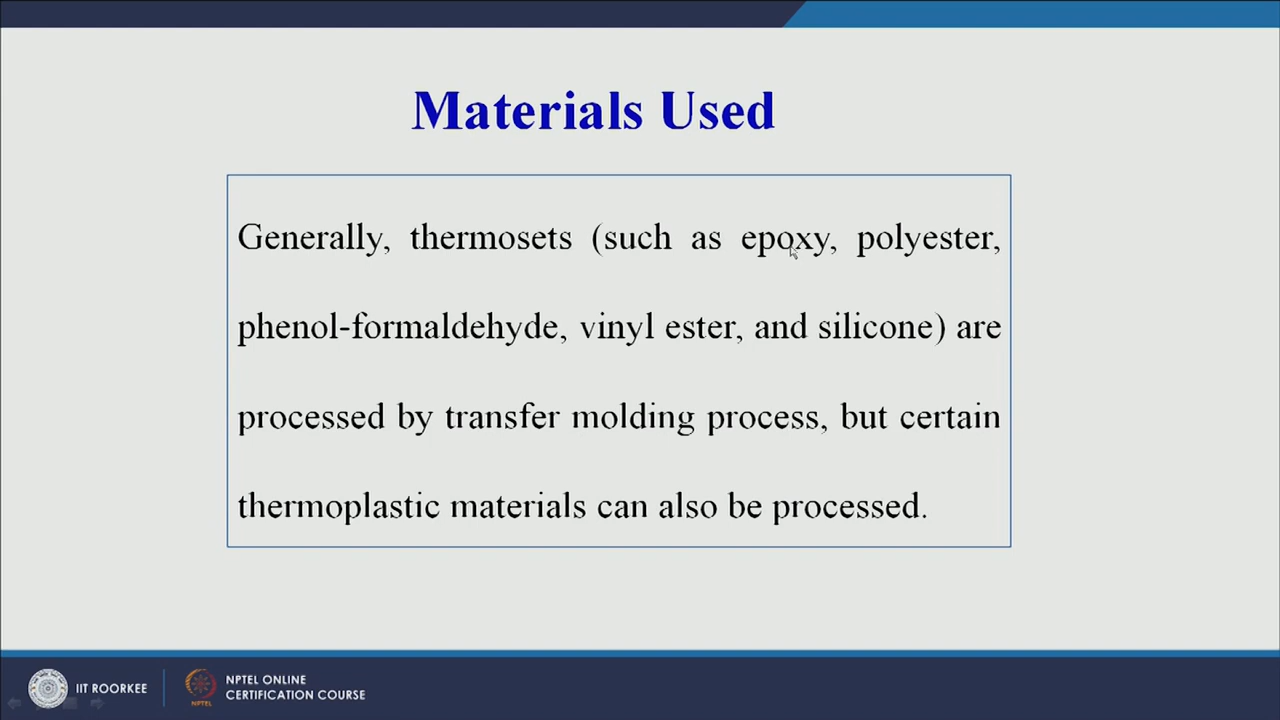 Materials Used
Generally, thermosets (such as epoxy, polyester,
phenol-formaldehyde, vinyl ester, and silicone) are
processed by transfer molding process, but certain
thermoplastic materials can also be processed.
IIT ROORKEE
NPTEL
NPTEL ONLINE
CERTIFICATION COURSE